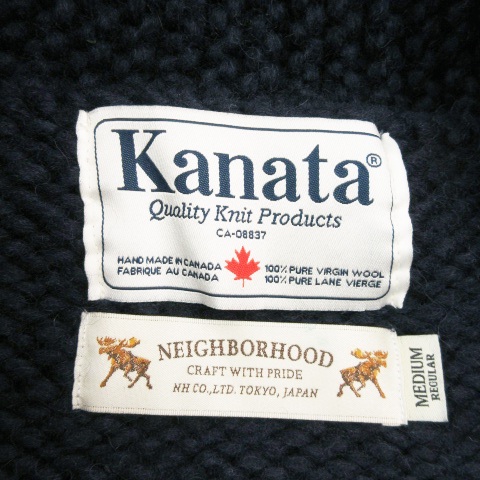 Kanata®
Quality Knit Products
CA-08837
HAND MADE IN CANADA
FABRIQUE AU CANADA
100% PURE VIRGIN WOOL
100% PURE LANE VIERGE
NEIGHBORHOOD
CRAFT WITH PRIDE
NH CO., LTD. TOKYO, JAPAN
MEDIUM
REGULAR